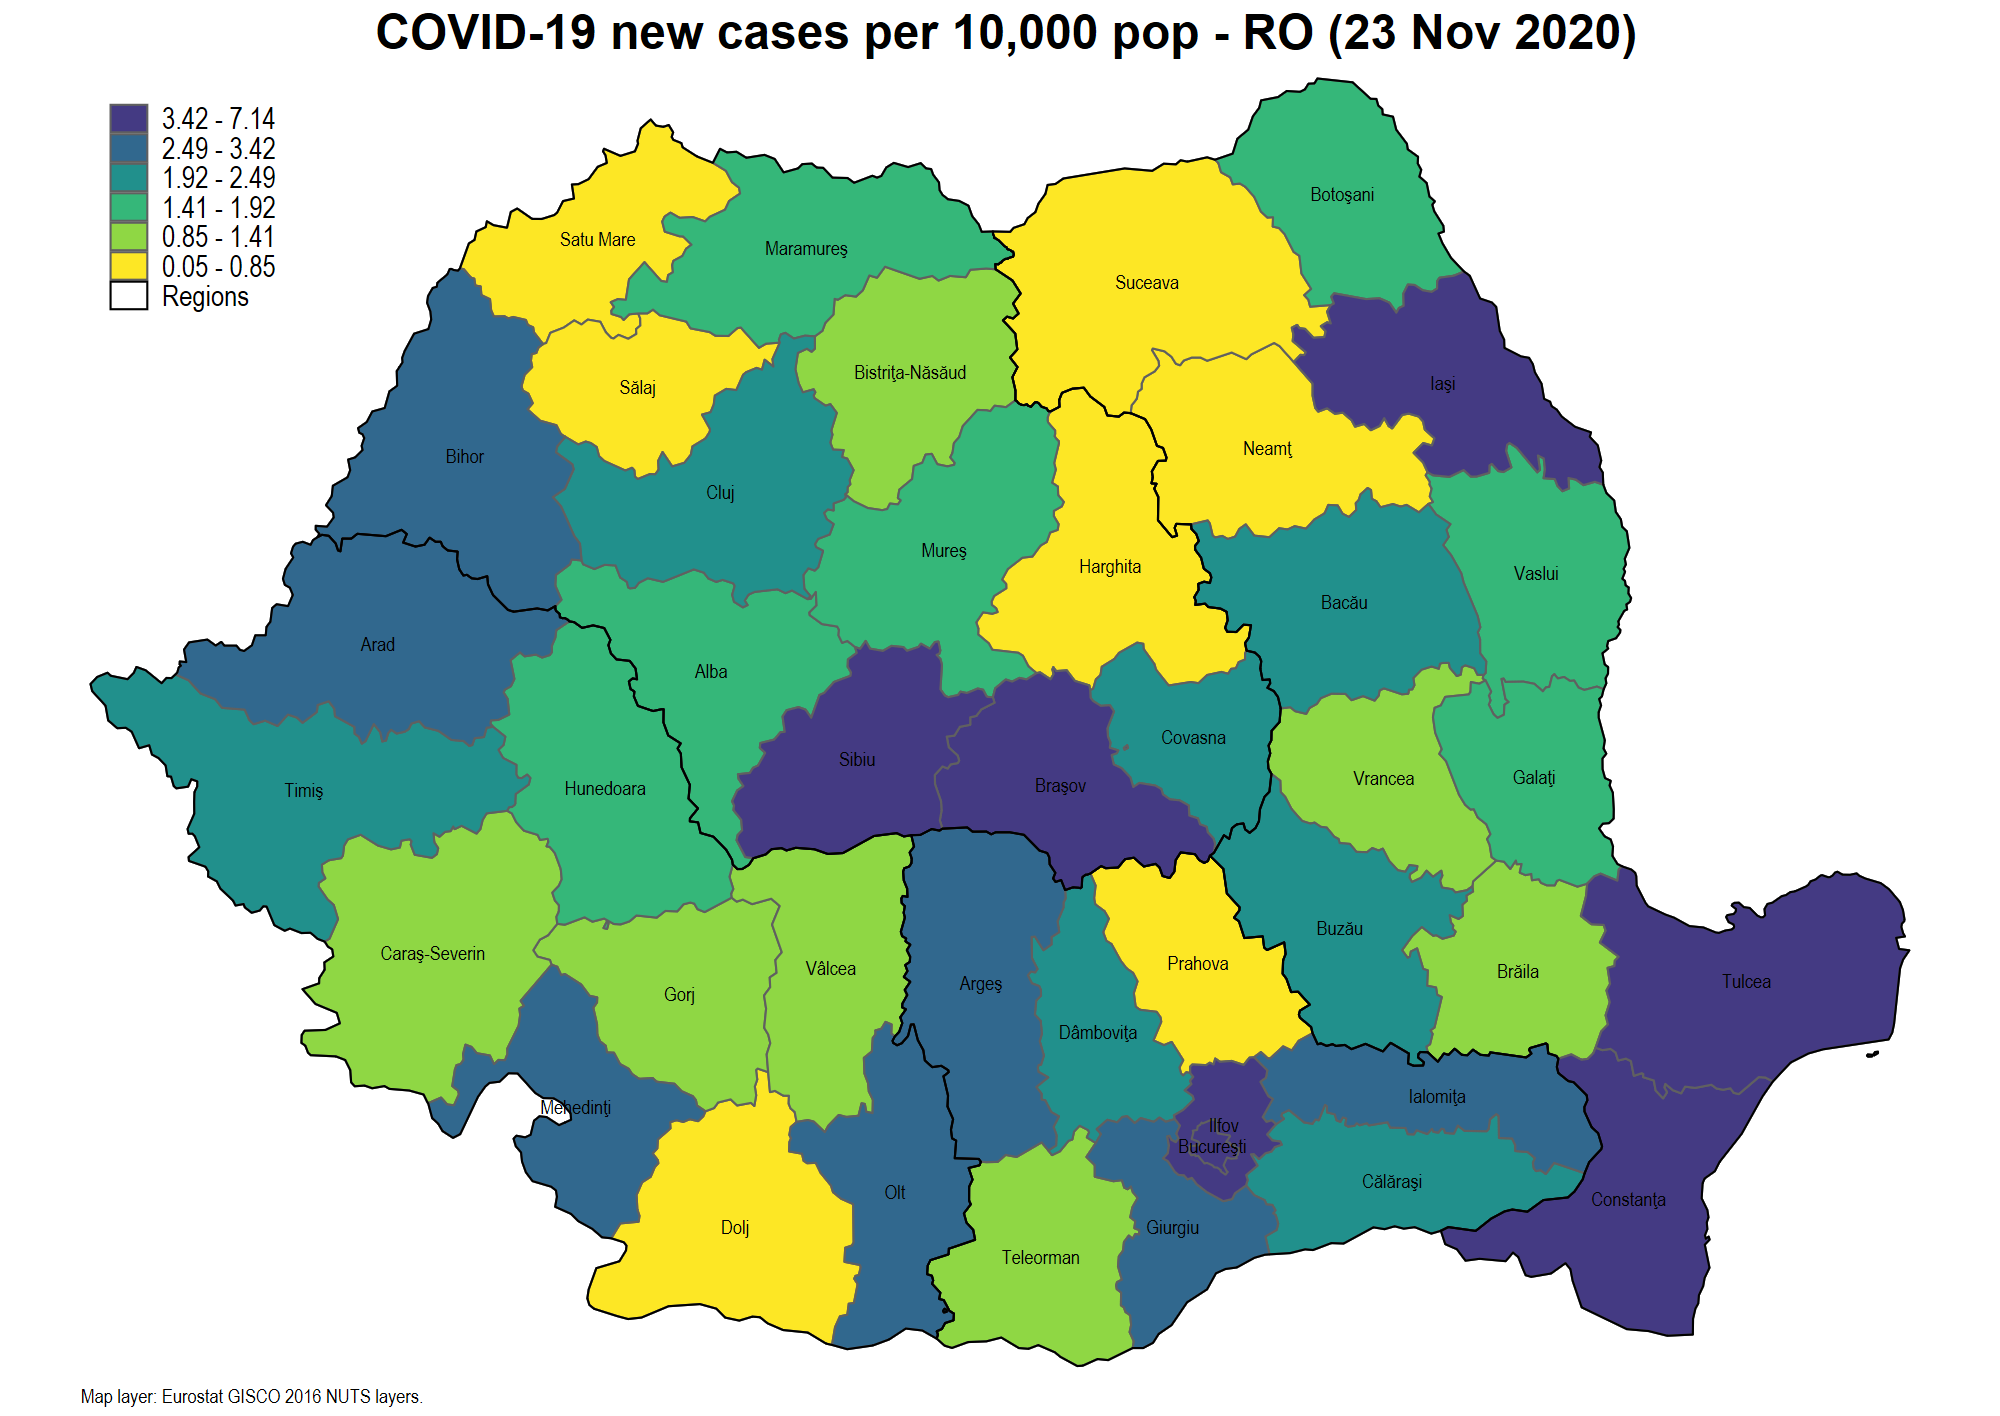 COVID-19 new cases per 10,000 pop - RO (23 Nov 2020)
3.42 - 7.14
2.49 - 3.42
1.92 - 2.49
1.41 - 1.92
0.85 - 1.41
0.05 - 0.85
Regions
Botoşani
Satu Mare
Maramureş
Suceava
Bistriţa-Năsăud
Iaşi
Sălaj
Neamţ
Bihor
Cluj
Mureş
Harghita
Vaslui
Bacău
Arad
Alba
Covasna
Sibiu
Vrancea
Galaţi
Braşov
Hunedoara
Timiş
Buzău
Caraş-Severin
Prahova
Vâlcea
Brăila
Tulcea
Argeş
Gorj
Dâmboviţa
Ialomiţa
Mehedinţi
Ilfov
Bucureşti
Călăraşi
Olt
Constanţa
Dolj
Giurgiu
Teleorman
Map layer: Eurostat GISCO 2016 NUTS layers.